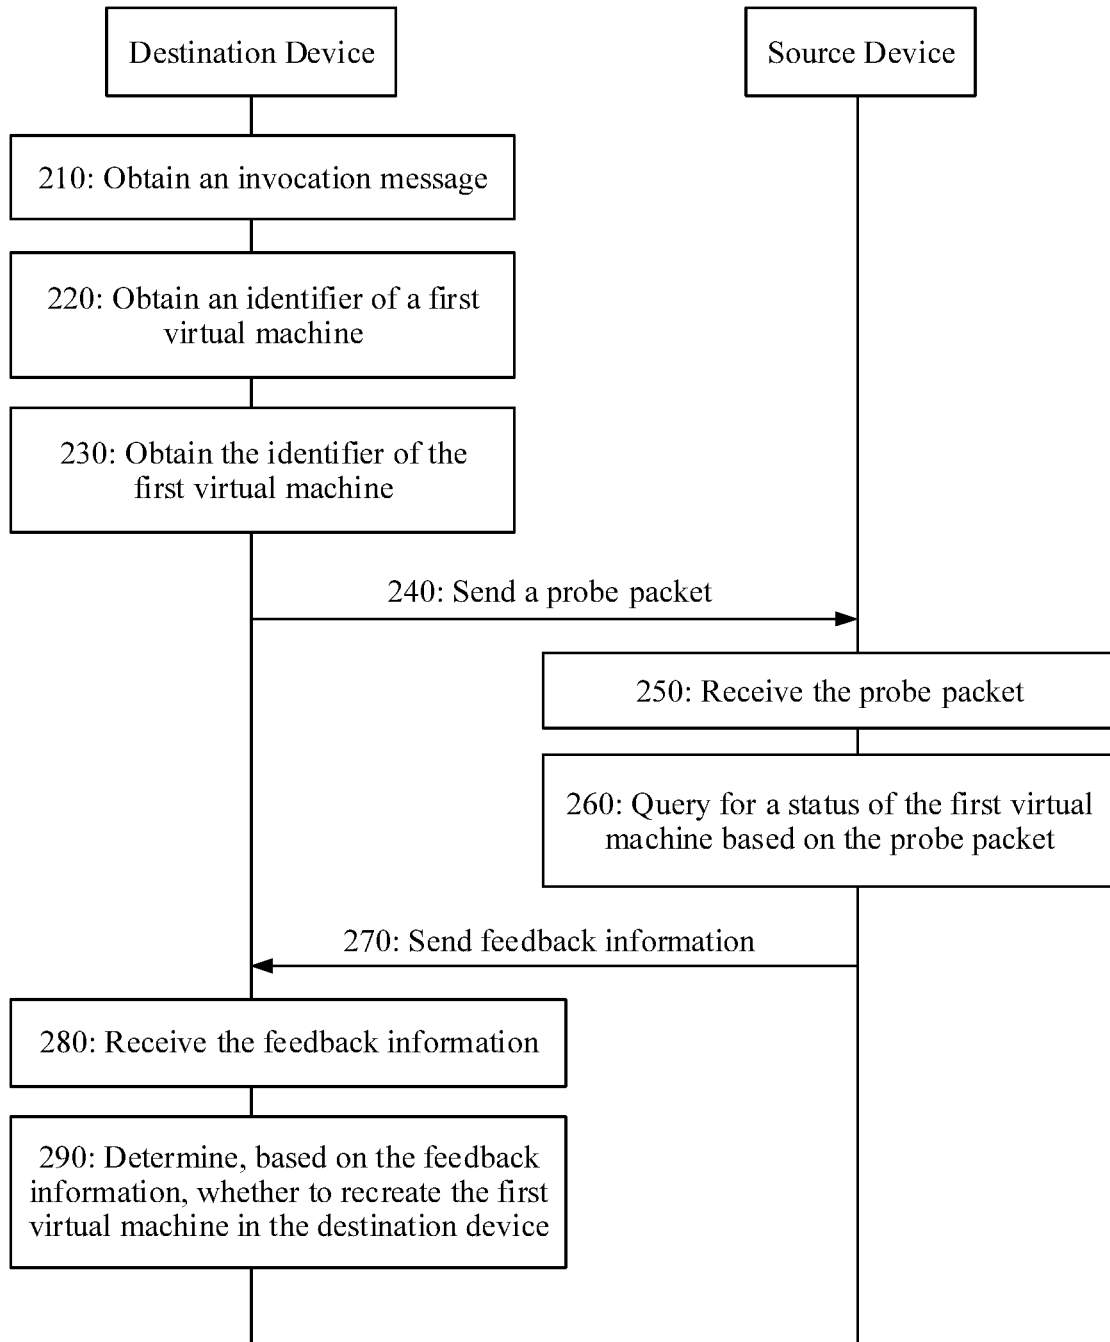 Destination Device
Source Device
210: Obtain an invocation message
220: Obtain an identifier of a first
virtual machine
230: Obtain the identifier of the
first virtual machine
240: Send a probe packet
250: Receive the probe packet
260: Query for a status of the first virtual
machine based on the probe packet
270: Send feedback information
280: Receive the feedback information
290: Determine, based on the feedback
information, whether to recreate the first
virtual machine in the destination device